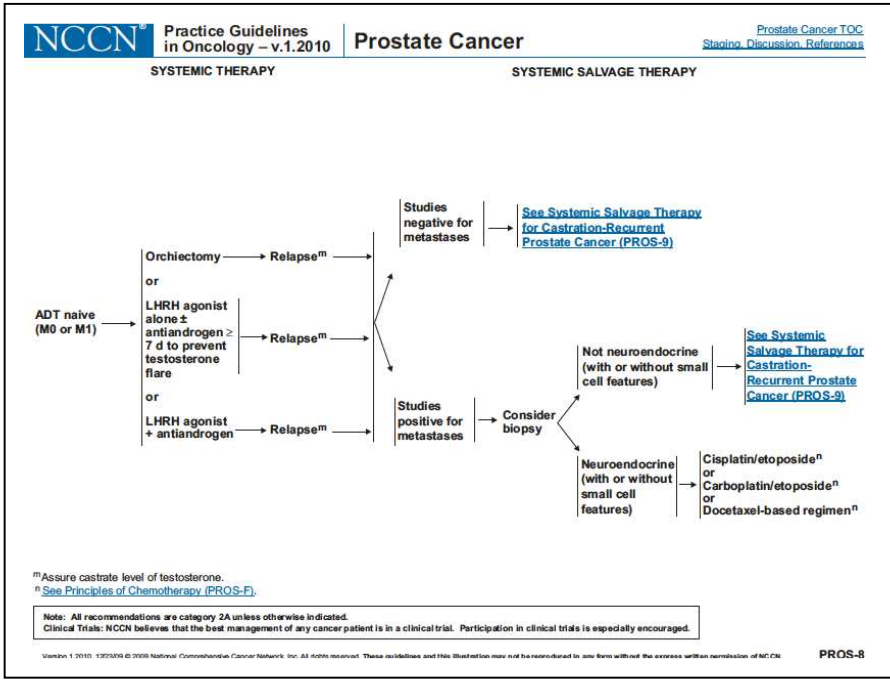 NCCN®
Practice Guidelines
in Oncology – v.1.2010
Prostate Cancer
Prostate Cancer TOC
Staging, Discussion, References
SYSTEMIC THERAPY
SYSTEMIC SALVAGE THERAPY
ADT naive
(M0 or M1)
Orchiectomy
Relapseᵐ
or
LHRH agonist
alone ±
antiandrogen ≥
7 d to prevent
testosterone
flare
Relapseᵐ
or
LHRH agonist
+ antiandrogen
Relapseᵐ
Studies
negative for
metastases
See Systemic Salvage Therapy
for Castration-Recurrent
Prostate Cancer (PROS-9)
Studies
positive for
metastases
Consider
biopsy
Not neuroendocrine
(with or without small
cell features)
See Systemic
Salvage Therapy for
Castration-
Recurrent Prostate
Cancer (PROS-9)
Neuroendocrine
(with or without
small cell
features)
Cisplatin/etoposideⁿ
or
Carboplatin/etoposideⁿ
or
Docetaxel-based regimenⁿ
ᵐAssure castrate level of testosterone.
ⁿ See Principles of Chemotherapy (PROS-F).
Note: All recommendations are category 2A unless otherwise indicated.
Clinical Trials: NCCN believes that the best management of any cancer patient is in a clinical trial. Participation in clinical trials is especially encouraged.
Version 1.2010, 12/23/09 © 2009 National Comprehensive Cancer Network, Inc. All rights reserved. These guidelines and this illustration may not be reproduced in any form without the express written permission of NCCN.
PROS-8